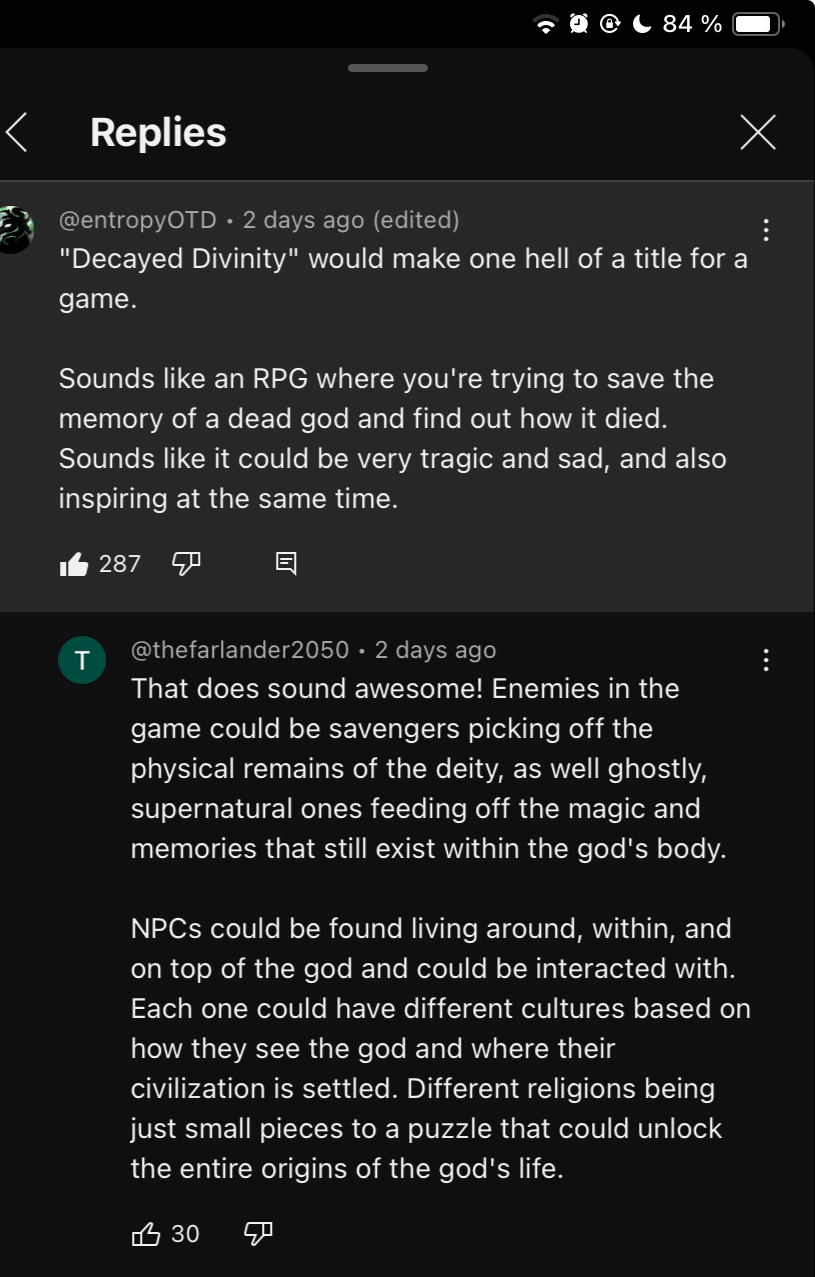 84 %
Replies
@entropyOTD • 2 days ago (edited)
"Decayed Divinity" would make one hell of a title for a
game.
Sounds like an RPG where you're trying to save the
memory of a dead god and find out how it died.
Sounds like it could be very tragic and sad, and also
inspiring at the same time.
287
T
@thefarlander2050 • 2 days ago
That does sound awesome! Enemies in the
game could be savengers picking off the
physical remains of the deity, as well ghostly,
supernatural ones feeding off the magic and
memories that still exist within the god's body.
NPCs could be found living around, within, and
on top of the god and could be interacted with.
Each one could have different cultures based on
how they see the god and where their
civilization is settled. Different religions being
just small pieces to a puzzle that could unlock
the entire origins of the god's life.
30